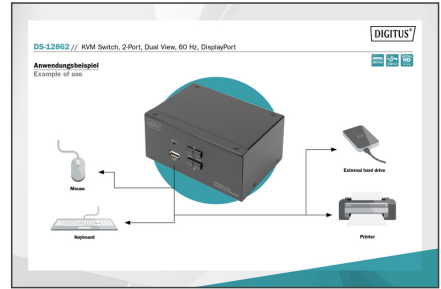 DIGITUS®
DS-12862 // KVM Switch, 2-Port, Dual View, 60 Hz, DisplayPort
Anwendungsbeispiel
Example of use
DIGITUS
Mouse
External hard drive
Keyboard
Printer